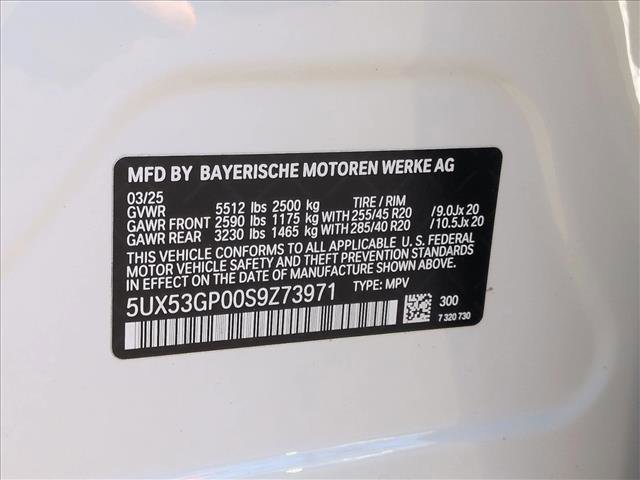 MFD BY BAYERISCHE MOTOREN WERKE AG
03/25 TIRE / RIM
GVWR 5512 lbs 2500 kg
GAWR FRONT 2590 lbs 1175 kg WITH 255/45 R20 /9.0Jx 20
GAWR REAR 3230 lbs 1465 kg WITH 285/40 R20 /10.5Jx 20
THIS VEHICLE CONFORMS TO ALL APPLICABLE U. S. FEDERAL
MOTOR VEHICLE SAFETY AND THEFT PREVENTION STANDARDS
IN EFFECT ON THE DATE OF MANUFACTURE SHOWN ABOVE.
5UX53GP00S9Z73971 TYPE: MPV
300
7 320 730